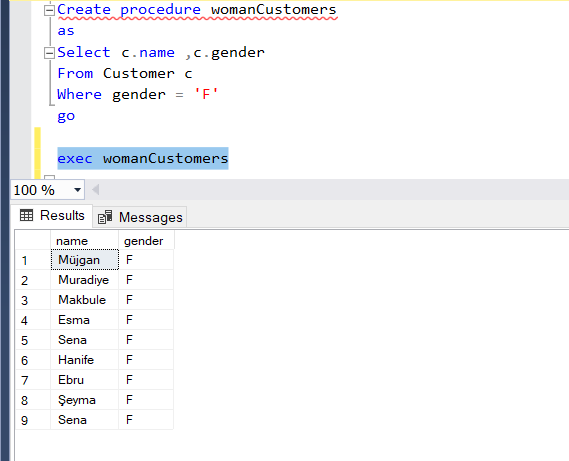 Create procedure womanCustomers
as
Select c.name ,c.gender
From Customer c
Where gender = 'F'
go
exec womanCustomers
100 %
Results Messages
name gender
1 Müjgan F
2 Muradiye F
3 Makbule F
4 Esma F
5 Sena F
6 Hanife F
7 Ebru F
8 Şeyma F
9 Sena F